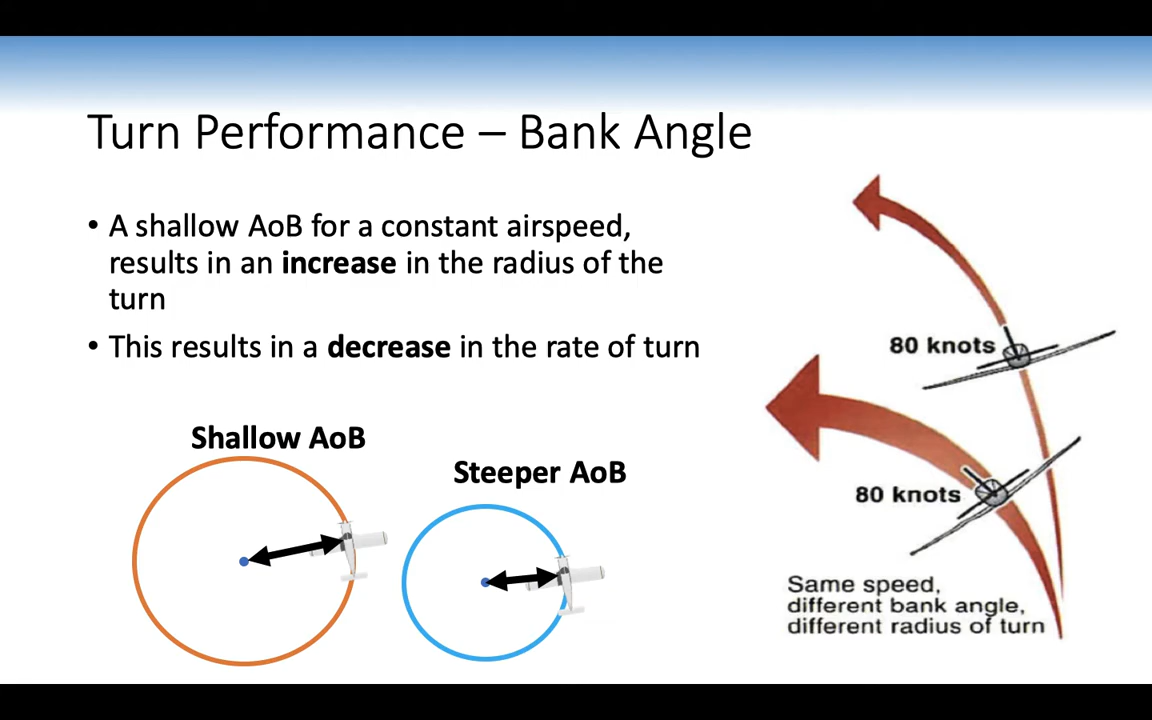 Turn Performance – Bank Angle
• A shallow AoB for a constant airspeed,
results in an increase in the radius of the
turn
• This results in a decrease in the rate of turn
Shallow AoB
Steeper AoB
80 knots
80 knots
Same speed,
different bank angle,
different radius of turn